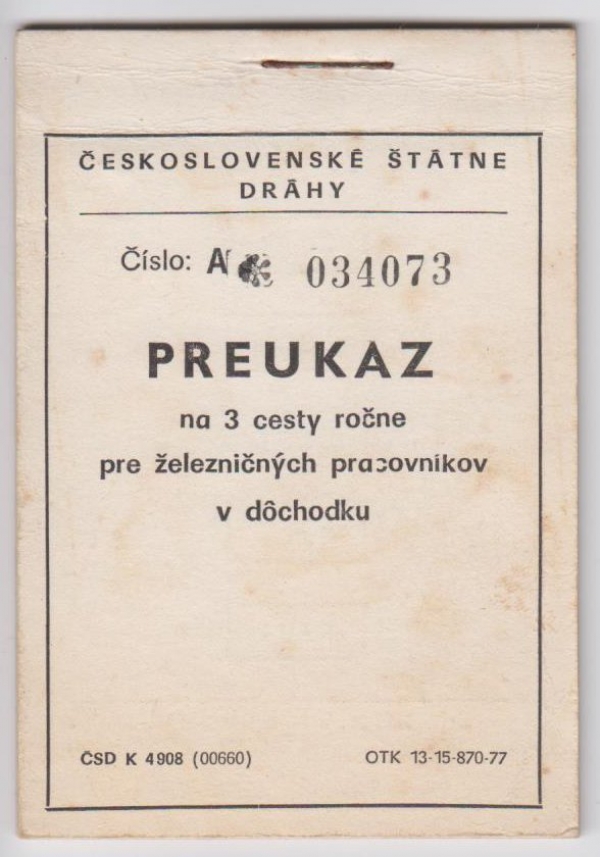 ČESKOSLOVENSKÉ ŠTÁTNE
DRÁHY
Číslo: A 034073
PREUKAZ
na 3 cesty ročne
pre železničných pracovníkov
v dôchodku
ČSD K 4908 (00660)
OTK 13-15-870-77